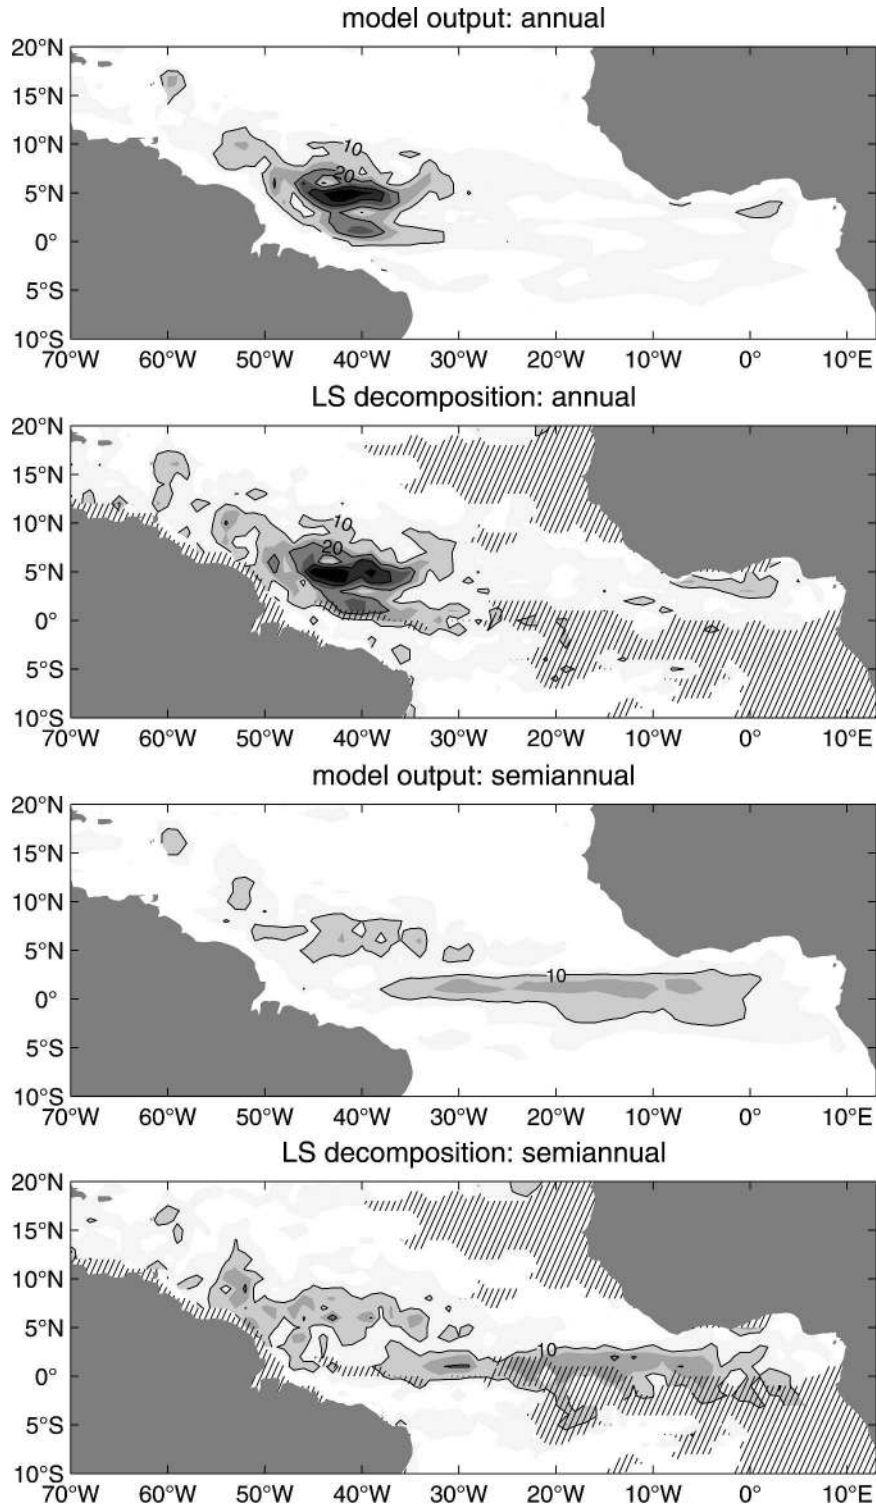 model output: annual
20°N
15°N
10°N
5°N
0°
5°S
10°S
10
20
70°W 60°W 50°W 40°W 30°W 20°W 10°W 0° 10°E
LS decomposition: annual
20°N
15°N
10°N
5°N
0°
5°S
10°S
10
20
70°W 60°W 50°W 40°W 30°W 20°W 10°W 0° 10°E
model output: semiannual
20°N
15°N
10°N
5°N
0°
5°S
10°S
10
70°W 60°W 50°W 40°W 30°W 20°W 10°W 0° 10°E
LS decomposition: semiannual
20°N
15°N
10°N
5°N
0°
5°S
10°S
10
70°W 60°W 50°W 40°W 30°W 20°W 10°W 0° 10°E